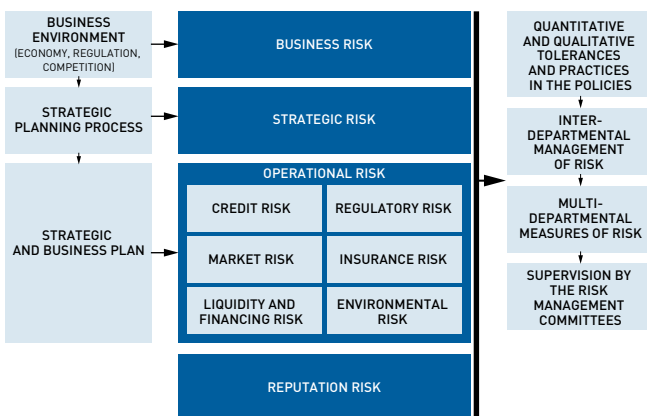 BUSINESS
ENVIRONMENT
(ECONOMY, REGULATION,
COMPETITION)
STRATEGIC
PLANNING PROCESS
STRATEGIC
AND BUSINESS PLAN
BUSINESS RISK
STRATEGIC RISK
OPERATIONAL RISK
CREDIT RISK
REGULATORY RISK
MARKET RISK
INSURANCE RISK
LIQUIDITY AND
FINANCING RISK
ENVIRONMENTAL
RISK
REPUTATION RISK
QUANTITATIVE
AND QUALITATIVE
TOLERANCES
AND PRACTICES
IN THE POLICIES
INTER-
DEPARTMENTAL
MANAGEMENT
OF RISK
MULTI-
DEPARTMENTAL
MEASURES OF RISK
SUPERVISION BY
THE RISK
MANAGEMENT
COMMITTEES